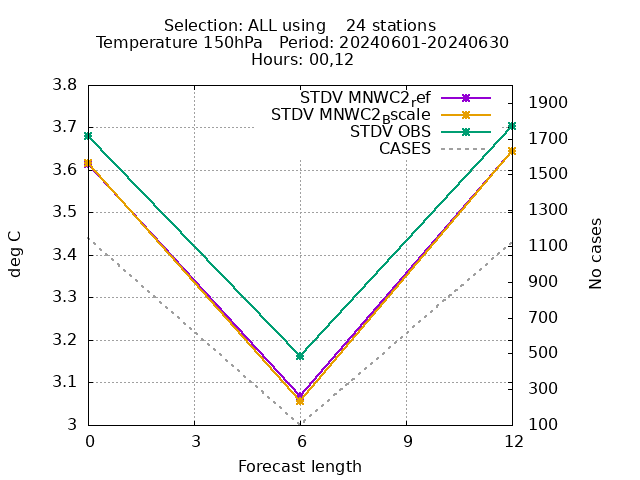 Selection: ALL using    24 stations
Temperature 150hPa   Period: 20240601-20240630
Hours: 00,12
STDV MNWC2ref
STDV MNWC2Bscale
STDV OBS
CASES
3.8
3.7
3.6
3.5
3.4
3.3
3.2
3.1
3
1900
1700
1500
1300
1100
900
700
500
300
100
deg C
No cases
0 3 6 9 12
Forecast length